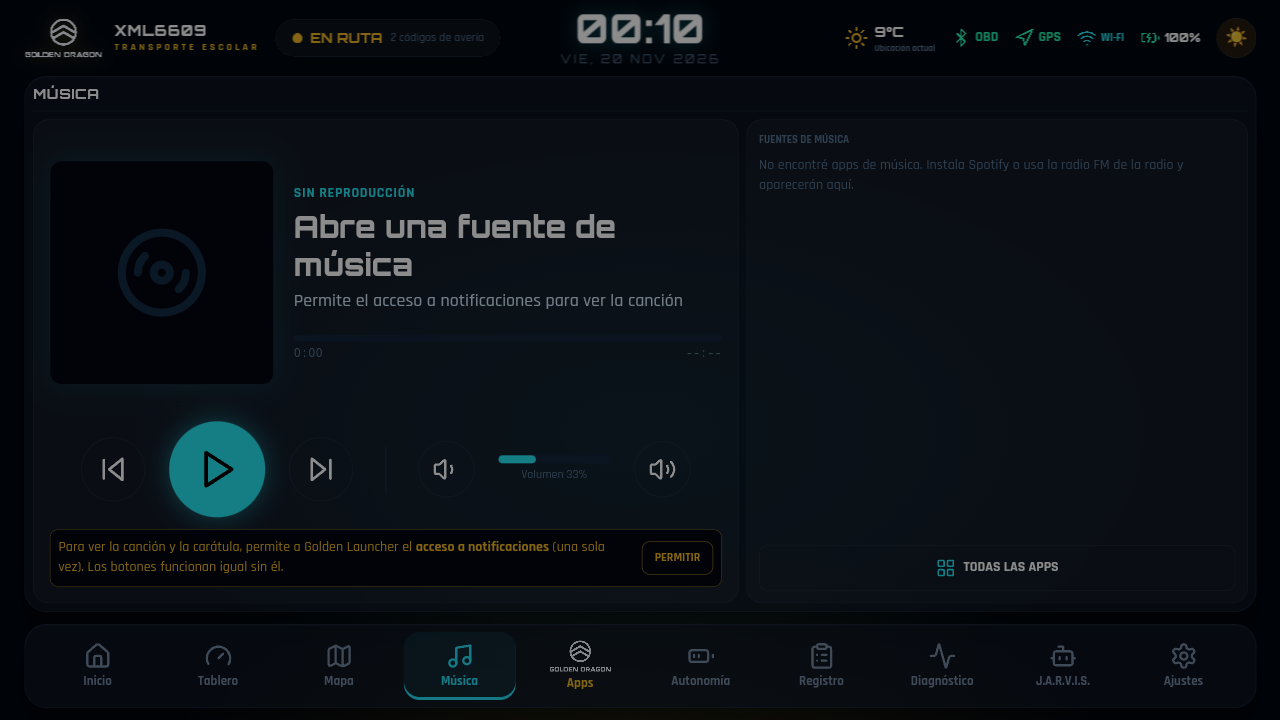 GOLDEN DRAGON
XML6609
TRANSPORTE ESCOLAR
EN RUTA 2 códigos de avería
00:10
VIE, 20 NOV 2026
9°C
Ubicación actual
OBD
GPS
WI-FI
100%
MÚSICA
SIN REPRODUCCIÓN
Abre una fuente de
música
Permite el acceso a notificaciones para ver la canción
0:00 --:--
Volumen 33%
Para ver la canción y la carátula, permite a Golden Launcher el acceso a notificaciones (una sola
vez). Los botones funcionan igual sin él.
PERMITIR
FUENTES DE MÚSICA
No encontré apps de música. Instala Spotify o usa la radio FM de la radio y
aparecerán aquí.
TODAS LAS APPS
Inicio
Tablero
Mapa
Música
GOLDEN DRAGON
Apps
Autonomía
Registro
Diagnóstico
J.A.R.V.I.S.
Ajustes